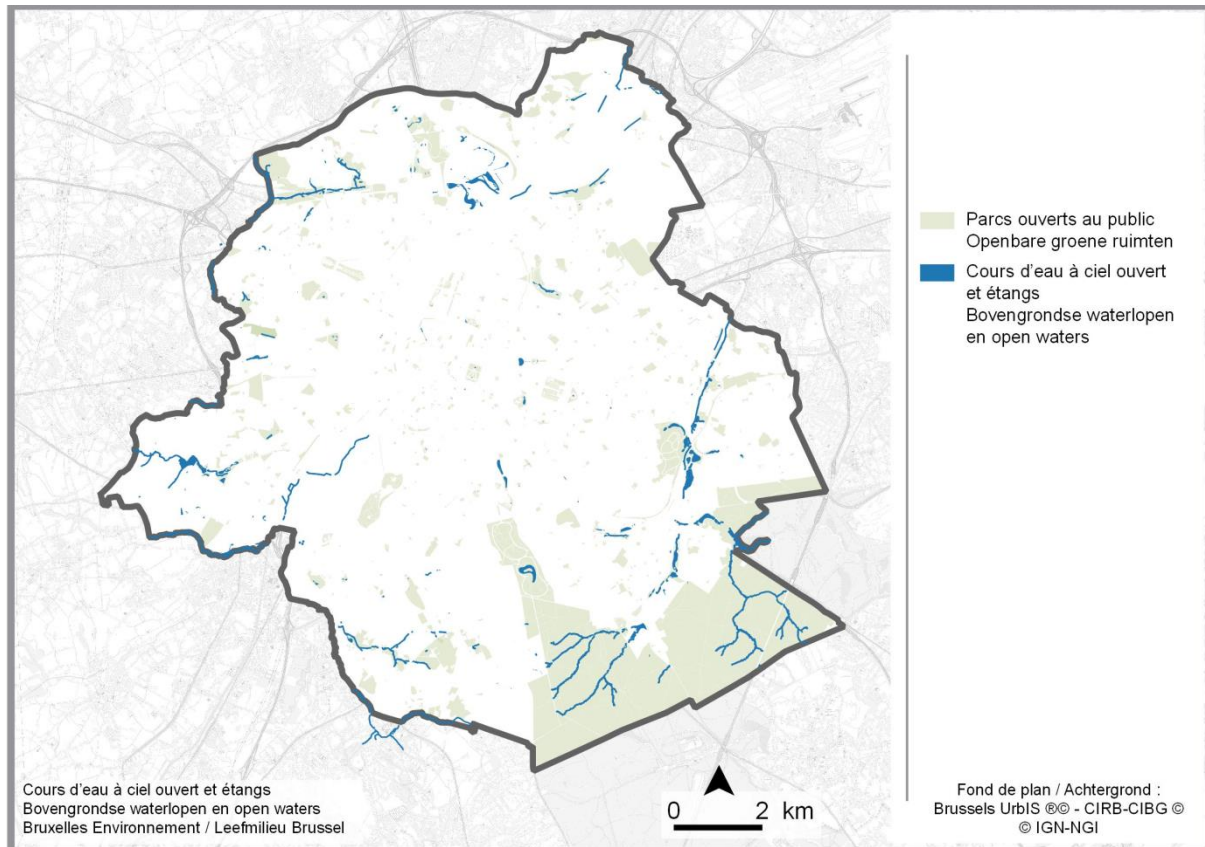 Parcs ouverts au public
Openbare groene ruimten
Cours d'eau à ciel ouvert
et étangs
Bovengrondse waterlopen
en open waters
Cours d'eau à ciel ouvert et étangs
Bovengrondse waterlopen en open waters
Bruxelles Environnement / Leefmilieu Brussel
0 2 km
Fond de plan / Achtergrond :
Brussels UrbIS ®© - CIRB-CIBG ©
© IGN-NGI